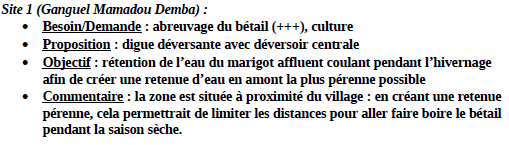 Site 1 (Ganguel Mamadou Demba) :
• Besoin/Demande : abreuvage du bétail (+++), culture
• Proposition : digue déversante avec déversoir centrale
• Objectif : rétention de l'eau du marigot affluent coulant pendant l'hivernage
afin de créer une retenue d'eau en amont la plus pérenne possible
• Commentaire : la zone est située à proximité du village : en créant une retenue
pérenne, cela permettrait de limiter les distances pour aller faire boire le bétail
pendant la saison sèche.